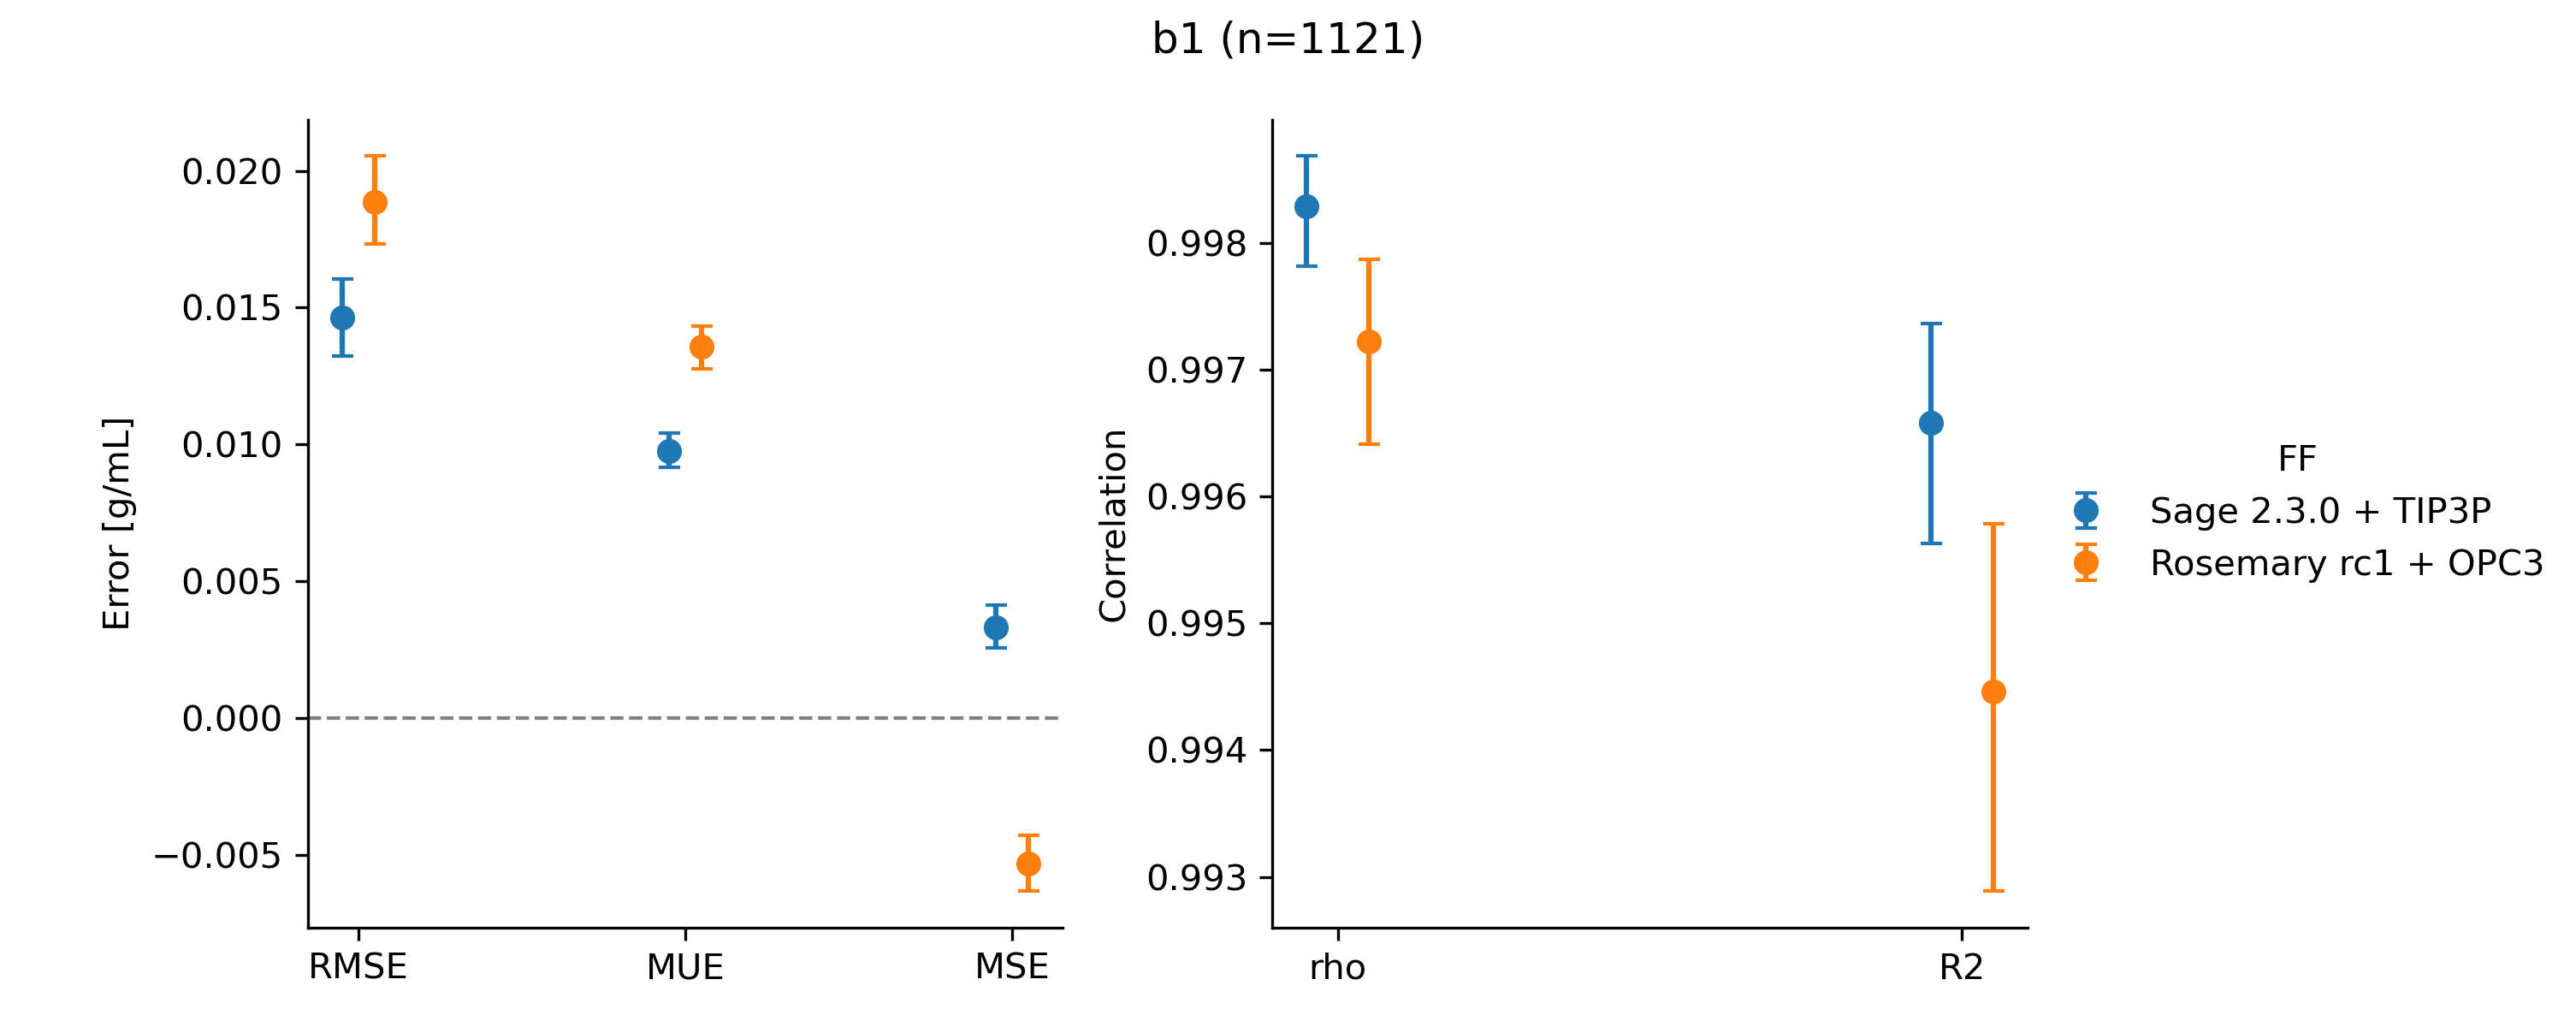 b1 (n=1121)
Error [g/mL]
0.020
0.015
0.010
0.005
0.000
−0.005
RMSE
MUE
MSE
Correlation
0.998
0.997
0.996
0.995
0.994
0.993
rho
R2
FF
Sage 2.3.0 + TIP3P
Rosemary rc1 + OPC3